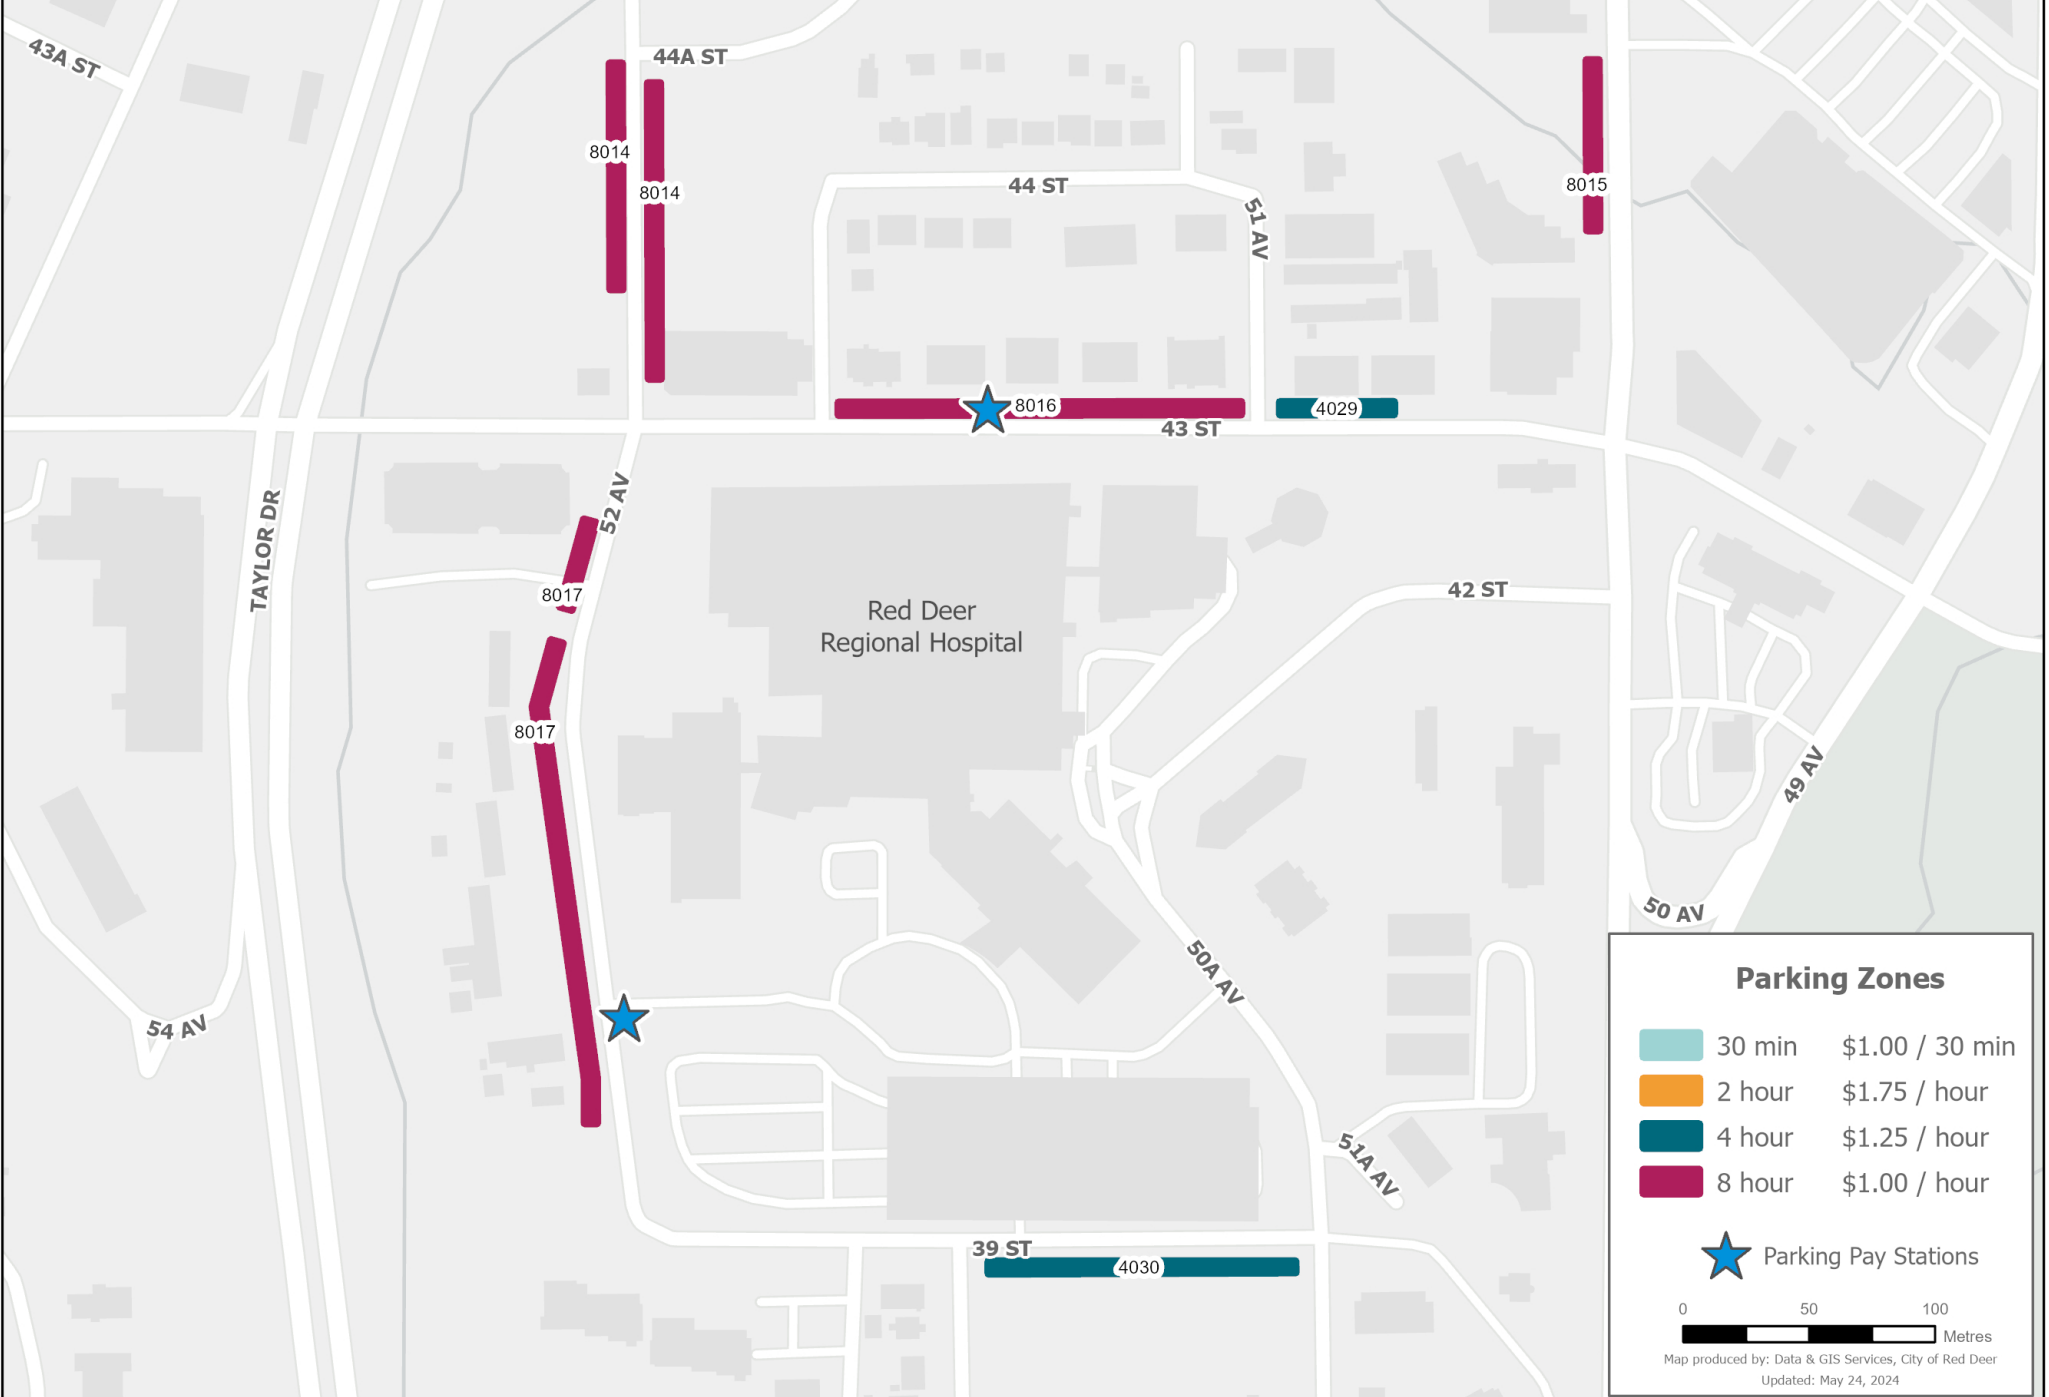 43A ST
44A ST
8014
8014
8015
44 ST
51 AV
8016
4029
43 ST
TAYLOR DR
52 AV
8017
42 ST
Red Deer
Regional Hospital
8017
49 AV
50 AV
50A AV
54 AV
51A AV
39 ST
4030
Parking Zones
30 min $1.00 / 30 min
2 hour $1.75 / hour
4 hour $1.25 / hour
8 hour $1.00 / hour
Parking Pay Stations
0 50 100
Metres
Map produced by: Data & GIS Services, City of Red Deer
Updated: May 24, 2024